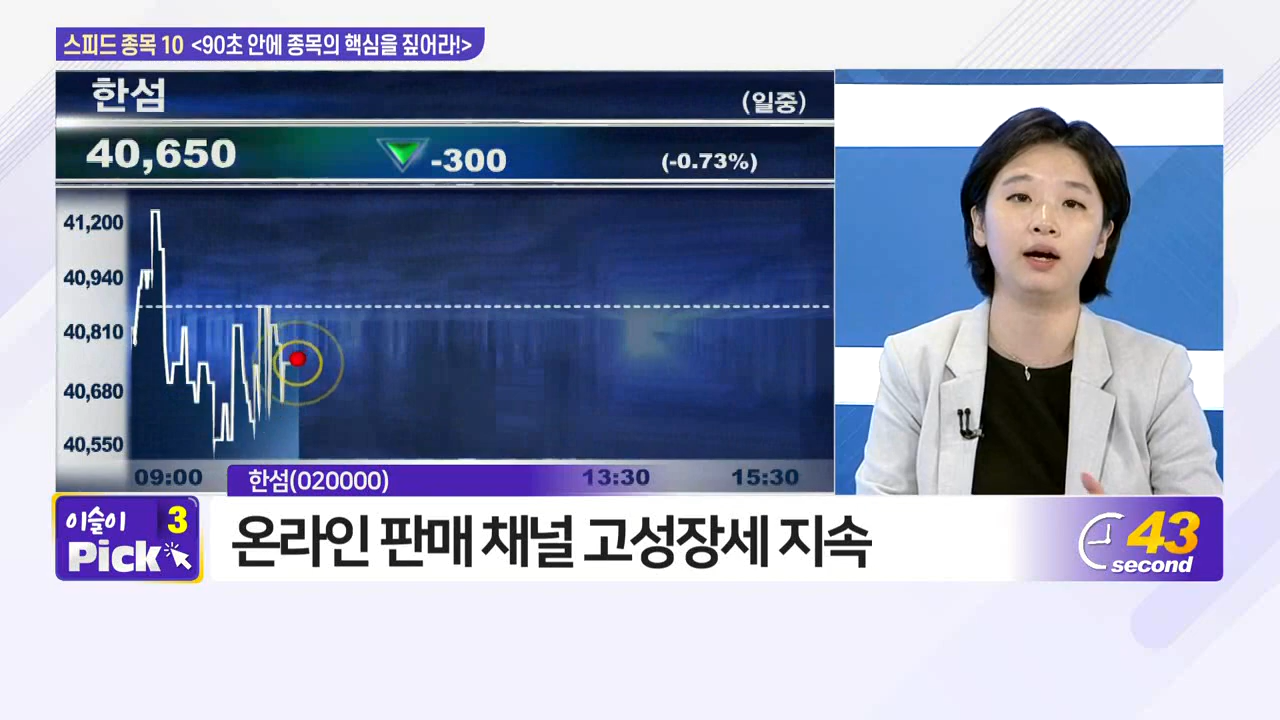 스피드 종목 10 <90초 안에 종목의 핵심을 짚어라!>
한섬
(일중)
40,650 -300 (-0.73%)
41,200
40,940
40,810
40,680
40,550
09:00 13:30 15:30
한섬(020000)
이슬이 3
Pick
온라인 판매 채널 고성장세 지속
43
second